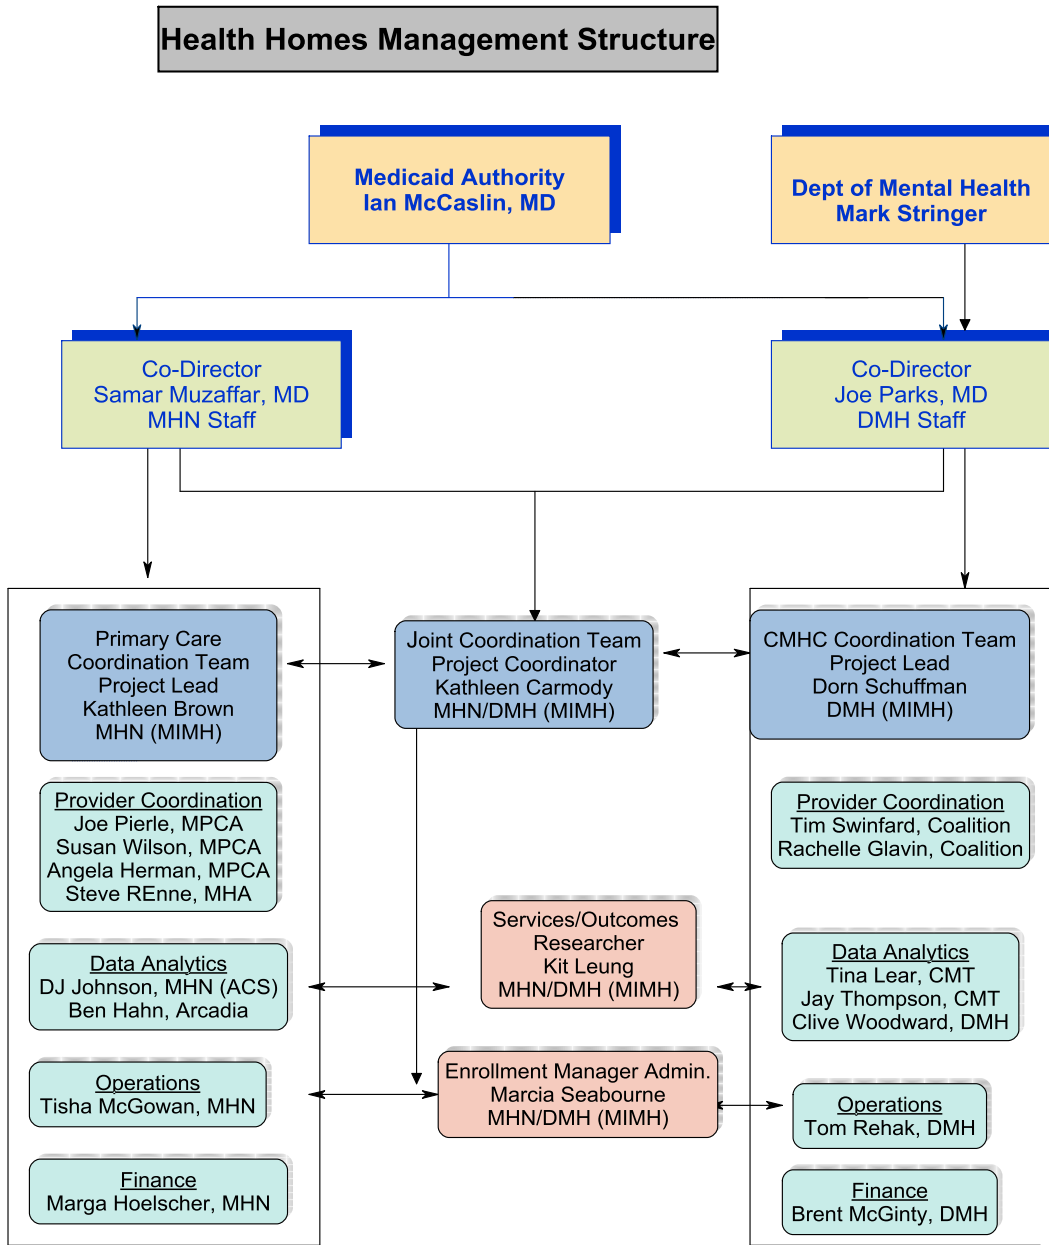 Health Homes Management Structure
Medicaid Authority
Ian McCaslin, MD
Dept of Mental Health
Mark Stringer
Co-Director
Samar Muzaffar, MD
MHN Staff
Co-Director
Joe Parks, MD
DMH Staff
Primary Care
Coordination Team
Project Lead
Kathleen Brown
MHN (MIMH)
Joint Coordination Team
Project Coordinator
Kathleen Carmody
MHN/DMH (MIMH)
CMHC Coordination Team
Project Lead
Dorn Schuffman
DMH (MIMH)
Provider Coordination
Joe Pierle, MPCA
Susan Wilson, MPCA
Angela Herman, MPCA
Steve REnne, MHA
Provider Coordination
Tim Swinfard, Coalition
Rachelle Glavin, Coalition
Services/Outcomes
Researcher
Kit Leung
MHN/DMH (MIMH)
Data Analytics
DJ Johnson, MHN (ACS)
Ben Hahn, Arcadia
Data Analytics
Tina Lear, CMT
Jay Thompson, CMT
Clive Woodward, DMH
Enrollment Manager Admin.
Marcia Seabourne
MHN/DMH (MIMH)
Operations
Tisha McGowan, MHN
Operations
Tom Rehak, DMH
Finance
Marga Hoelscher, MHN
Finance
Brent McGinty, DMH